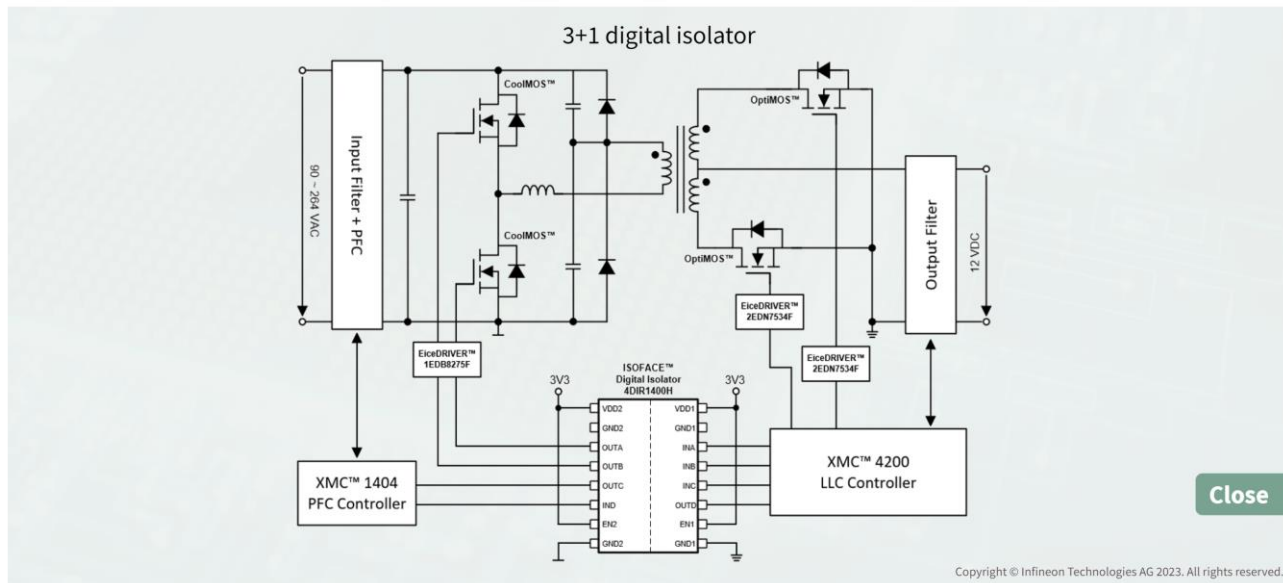 3+1 digital isolator
CoolMOS™
OptiMOS™
Input Filter + PFC
90 ~ 264 VAC
CoolMOS™
OptiMOS™
Output Filter
12 VDC
EiceDRIVER™
2EDN7534F
EiceDRIVER™
1EDB8275F
EiceDRIVER™
2EDN7534F
ISOFACE™
Digital Isolator
4DIR1400H
3V3
3V3
VDD2
VDD1
GND2
GND1
OUTA
INA
OUTB
INB
OUTC
INC
IND
OUTD
EN2
EN1
GND2
GND1
XMC™ 1404
PFC Controller
XMC™ 4200
LLC Controller
Close
Copyright © Infineon Technologies AG 2023. All rights reserved.